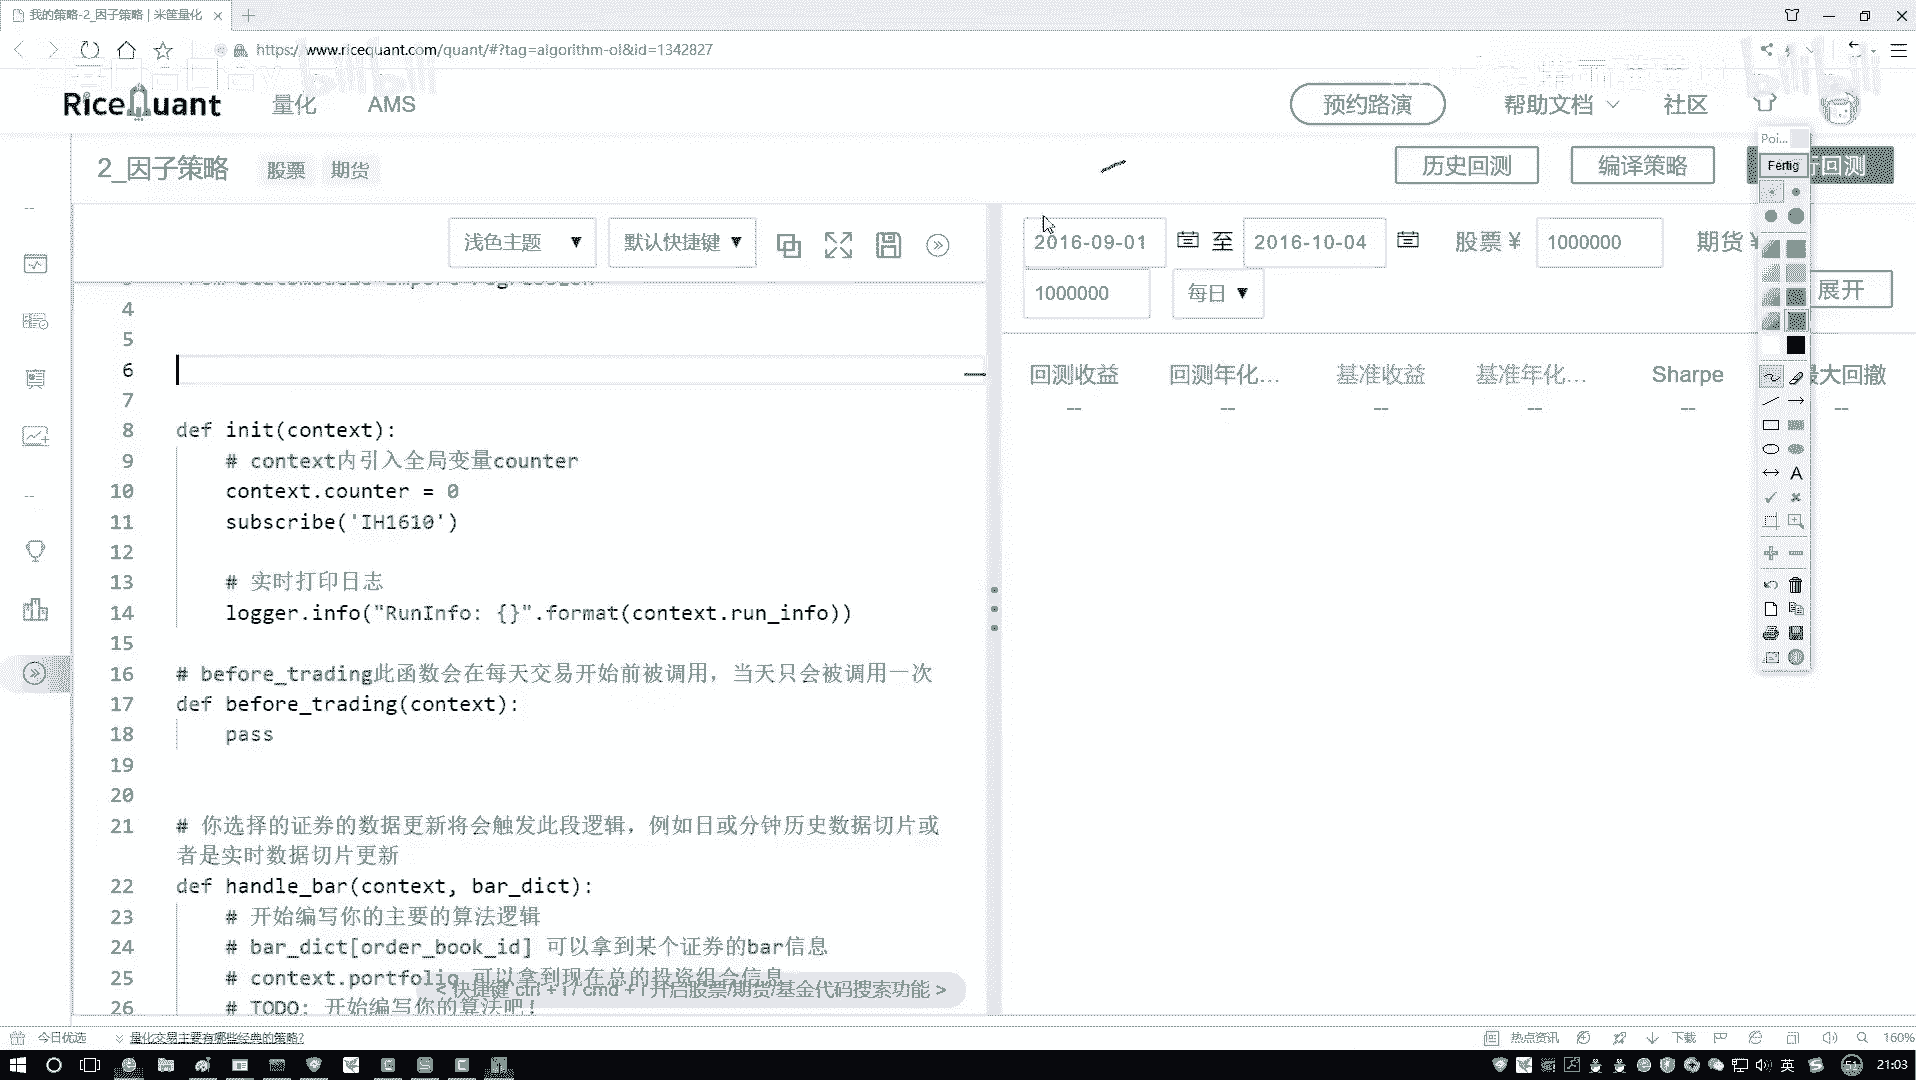 我的策略-2_因子策略 | 米筐量化
https://www.ricequant.com/quant/#?tag=algorithm-ol&id=1342827
RiceQuant 量化 AMS 预约路演 帮助文档 社区
Poi...
2_因子策略 股票 期货 历史回测 编译策略 回测
Fertig
浅色主题 ▼ 默认快捷键 ▼
2016-09-01 至 2016-10-04 股票 ¥ 1000000 期货 ¥
1000000 每日 ▼ 展开
回测收益 回测年化... 基准收益 基准年化... Sharpe 最大回撤
-- -- -- -- -- --
4
5
6
7
8 def init(context):
9 # context内引入全局变量counter
10 context.counter = 0
11 subscribe('IH1610')
12
13 # 实时打印日志
14 logger.info("RunInfo: {}".format(context.run_info))
15
16 # before_trading此函数会在每天交易开始前被调用，当天只会被调用一次
17 def before_trading(context):
18 pass
19
20
21 # 你选择的证券的数据更新将会触发此段逻辑，例如日或分钟历史数据切片或
者是实时数据切片更新
22 def handle_bar(context, bar_dict):
23 # 开始编写你的主要的算法逻辑
24 # bar_dict[order_book_id] 可以拿到某个证券的bar信息
25 # context.portfolio 可以拿到现在总的投资组合信息
< 快捷键 ctrl + i / cmd + i 开启股票/期货/基金代码搜索功能 >
26 # TODO: 开始编写你的算法吧!
今日优选 量化交易主要有哪些经典的策略? 热点资讯 下载 160%
英 51 21:03